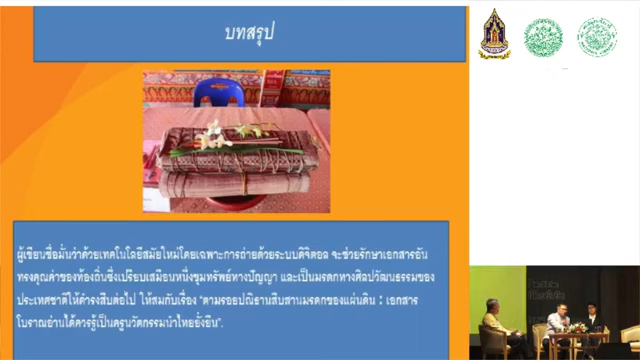 บทสรุป
ผู้เขียนเชื่อมั่นว่าด้วยเทคโนโลยีสมัยใหม่โดยเฉพาะการถ่ายด้วยระบบดิจิตอล จะช่วยรักษาเอกสารอัน
ทรงคุณค่าของท้องถิ่นซึ่งเปรียบเสมือนหนึ่งขุมทรัพย์ทางปัญญา และเป็นมรดกทางศิลปวัฒนธรรมของ
ประเทศชาติให้ดำรงสืบต่อไป ให้สมกับเรื่อง "ตามรอยปณิธานสืบสานมรดกของแผ่นดิน : เอกสาร
โบราณอ่านได้ควรรู้เป็นครูนวัตกรรมนำไทยยั่งยืน".